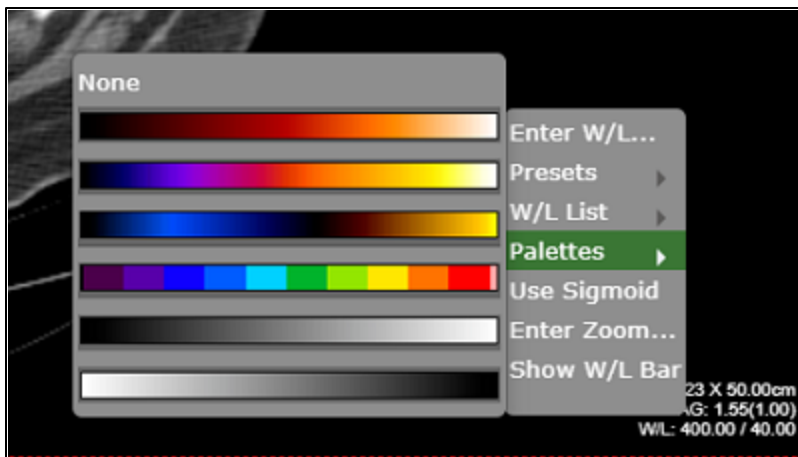 None
Enter W/L...
Presets
W/L List
Palettes
Use Sigmoid
Enter Zoom...
Show W/L Bar
23 X 50.00cm
G: 1.55(1.00)
W/L: 400.00 / 40.00